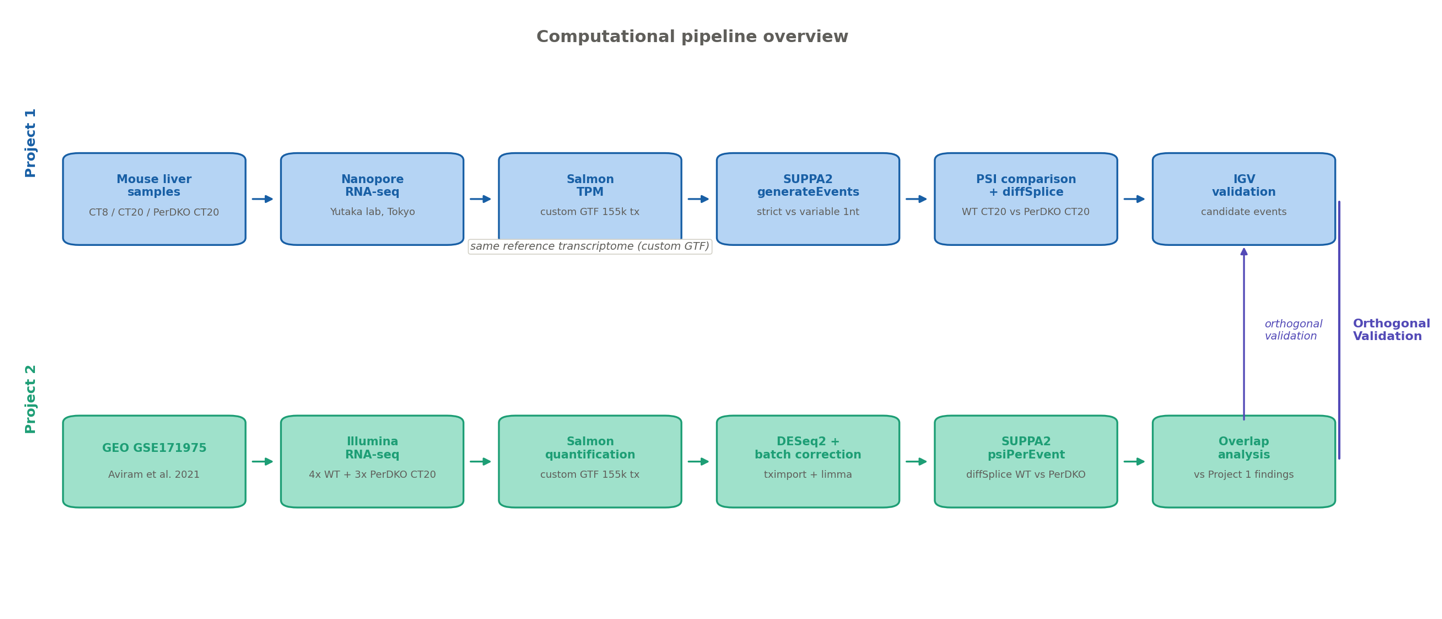 Computational pipeline overview
Project 1
Mouse liver
samples
CT8 / CT20 / PerDKO CT20
Nanopore
RNA-seq
Yutaka lab, Tokyo
Salmon
TPM
custom GTF 155k tx
SUPPA2
generateEvents
strict vs variable 1nt
PSI comparison
+ diffSplice
WT CT20 vs PerDKO CT20
IGV
validation
candidate events
same reference transcriptome (custom GTF)
orthogonal
validation
Orthogonal
Validation
Project 2
GEO GSE171975
Aviram et al. 2021
Illumina
RNA-seq
4x WT + 3x PerDKO CT20
Salmon
quantification
custom GTF 155k tx
DESeq2 +
batch correction
tximport + limma
SUPPA2
psiPerEvent
diffSplice WT vs PerDKO
Overlap
analysis
vs Project 1 findings